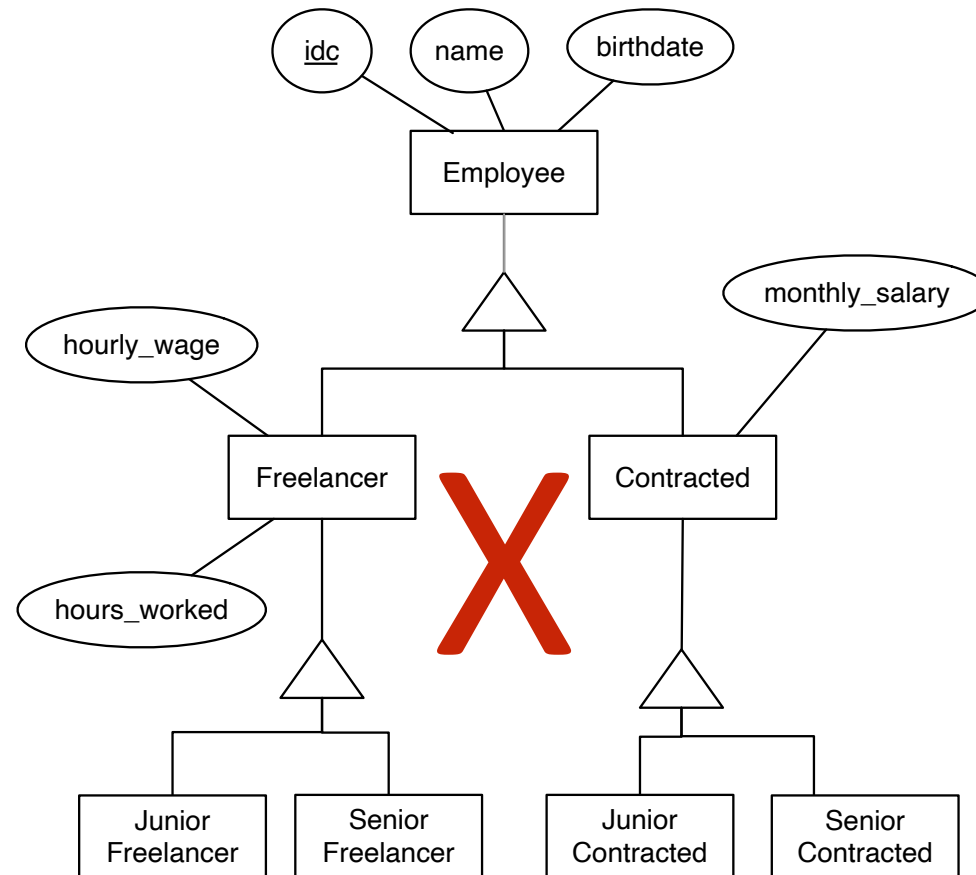 idc
name
birthdate
Employee
monthly_salary
hourly_wage
Freelancer
Contracted
hours_worked
Junior
Freelancer
Senior
Freelancer
Junior
Contracted
Senior
Contracted